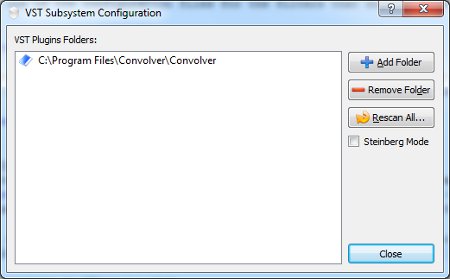 VST Subsystem Configuration
VST Plugins Folders:
C:\Program Files\Convolver\Convolver
Add Folder
Remove Folder
Rescan All...
Steinberg Mode
Close